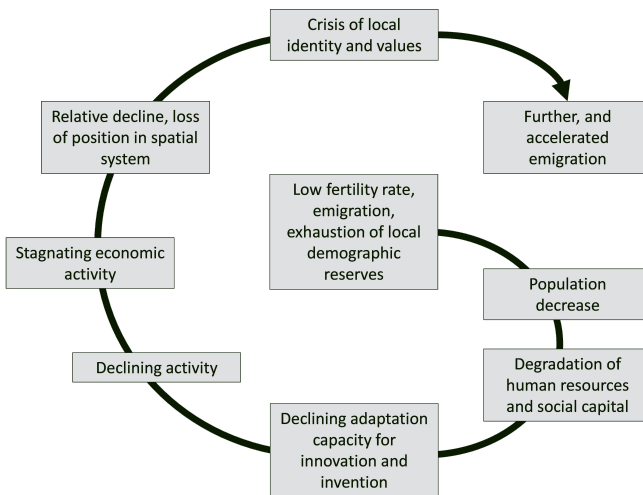 Crisis of local
identity and values
Relative decline, loss
of position in spatial
system
Further, and
accelerated
emigration
Low fertility rate,
emigration,
exhaustion of local
demographic
reserves
Stagnating economic
activity
Population
decrease
Declining activity
Degradation of
human resources
and social capital
Declining adaptation
capacity for
innovation and
invention